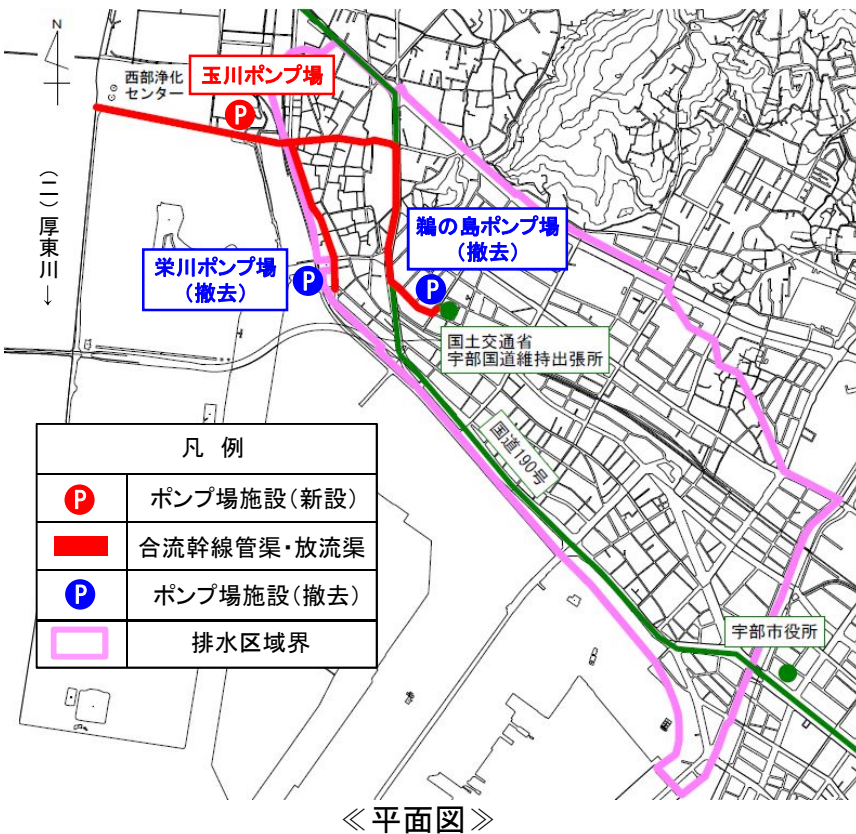 N
西部浄化
センター
玉川ポンプ場
P
(二)厚東川→
栄川ポンプ場
(撤去)
P
鵜の島ポンプ場
(撤去)
P
国土交通省
宇部国道維持出張所
国道190号
宇部市役所
凡 例
P ポンプ場施設(新設)
合流幹線管渠・放流渠
P ポンプ場施設(撤去)
排水区域界
≪平面図≫